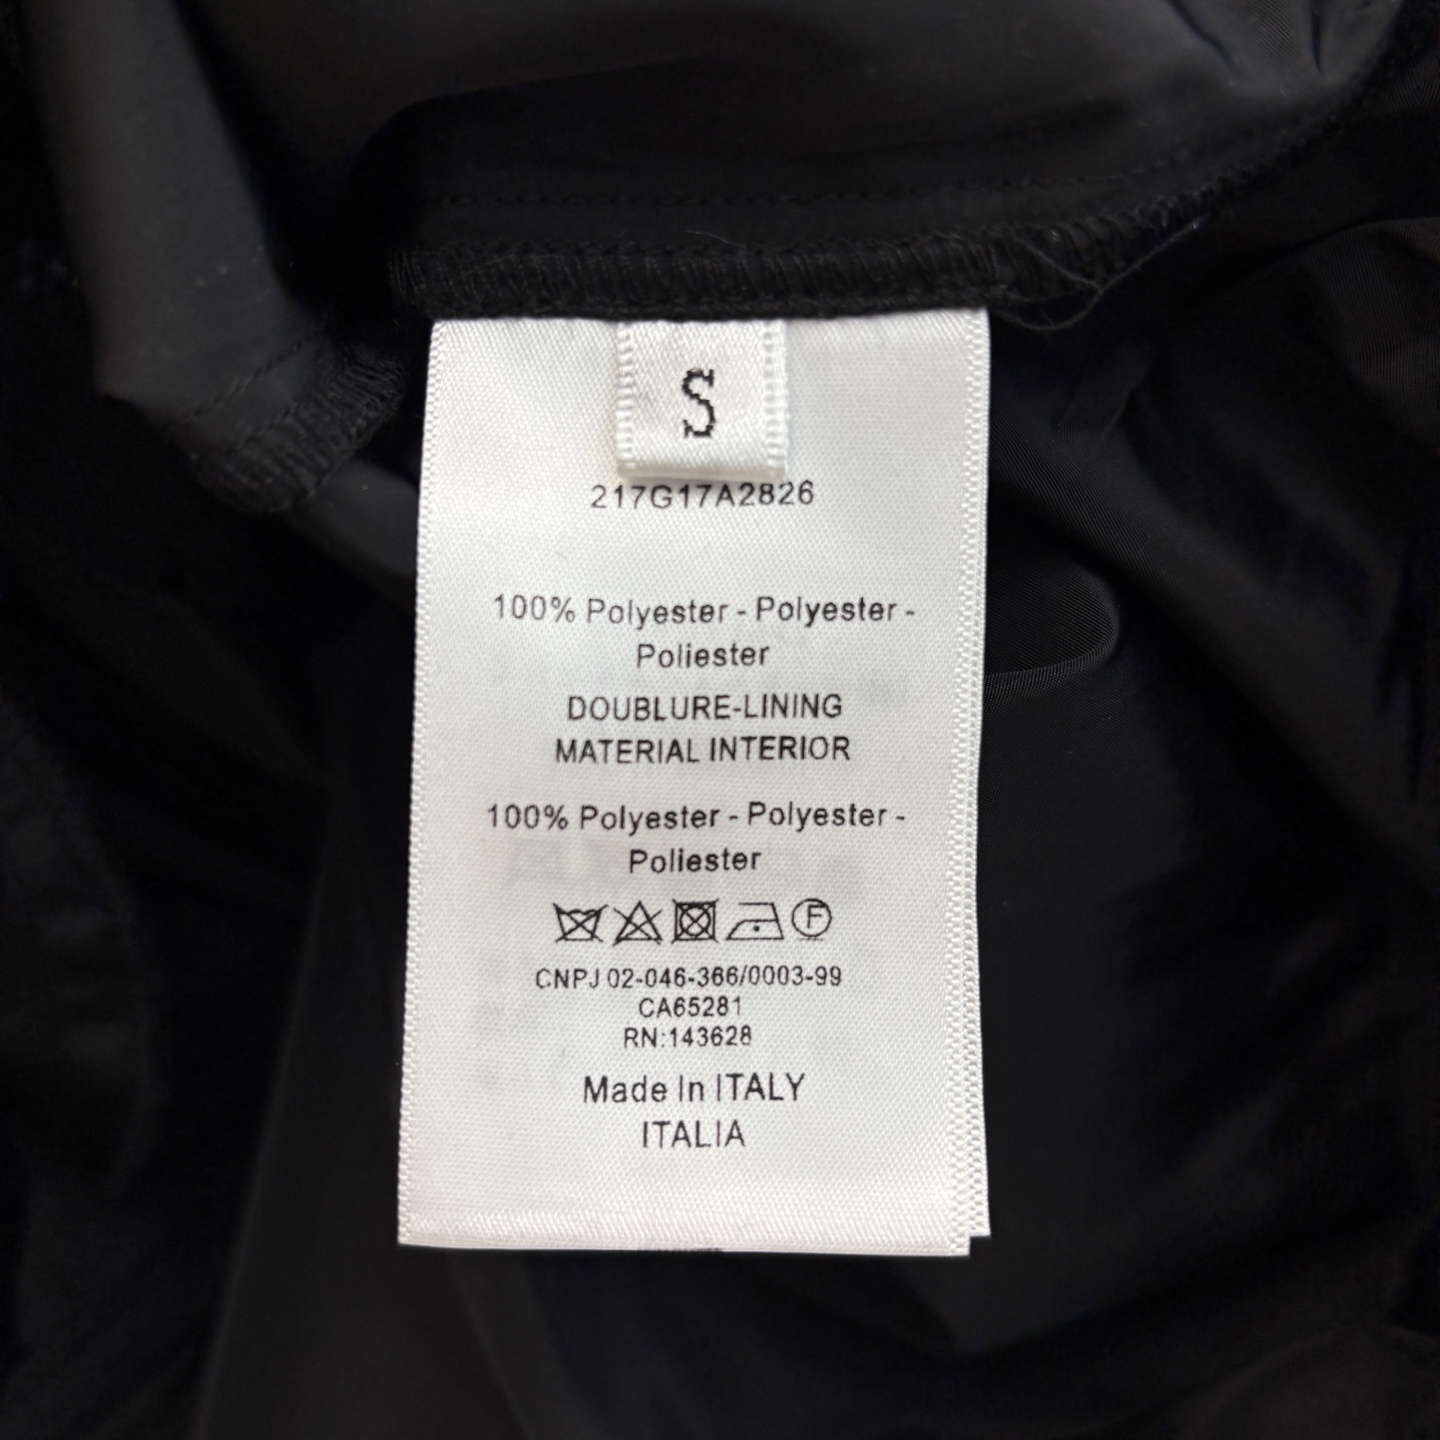 S
217G17A2826
100% Polyester - Polyester -
Poliester
DOUBLURE-LINING
MATERIAL INTERIOR
100% Polyester - Polyester -
Poliester
F
CNPJ 02-046-366/0003-99
CA65281
RN:143628
Made In ITALY
ITALIA